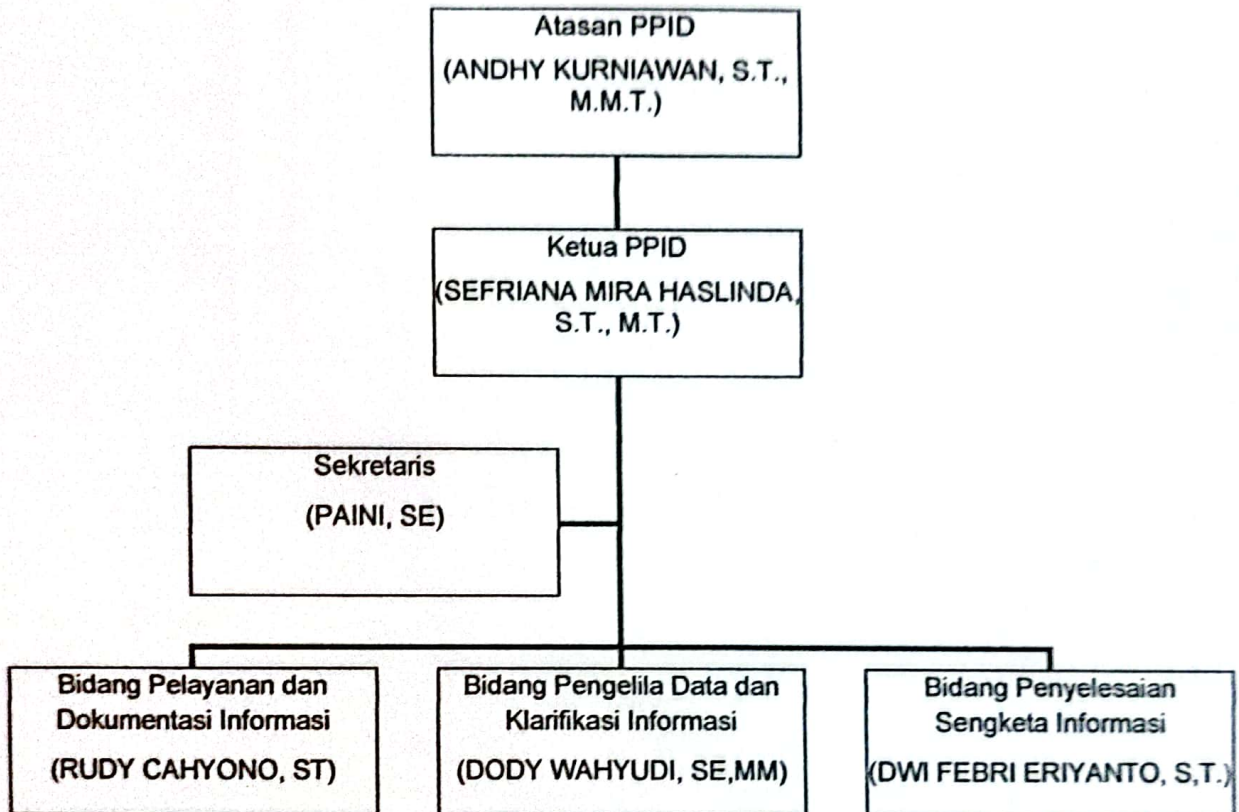 Atasan PPID
(ANDHY KURNIAWAN, S.T.,
M.M.T.)
Ketua PPID
(SEFRIANA MIRA HASLINDA,
S.T., M.T.)
Sekretaris
(PAINI, SE)
Bidang Pelayanan dan
Dokumentasi Informasi
(RUDY CAHYONO, ST)
Bidang Pengelila Data dan
Klarifikasi Informasi
(DODY WAHYUDI, SE,MM)
Bidang Penyelesaian
Sengketa Informasi
(DWI FEBRI ERIYANTO, S,T.)